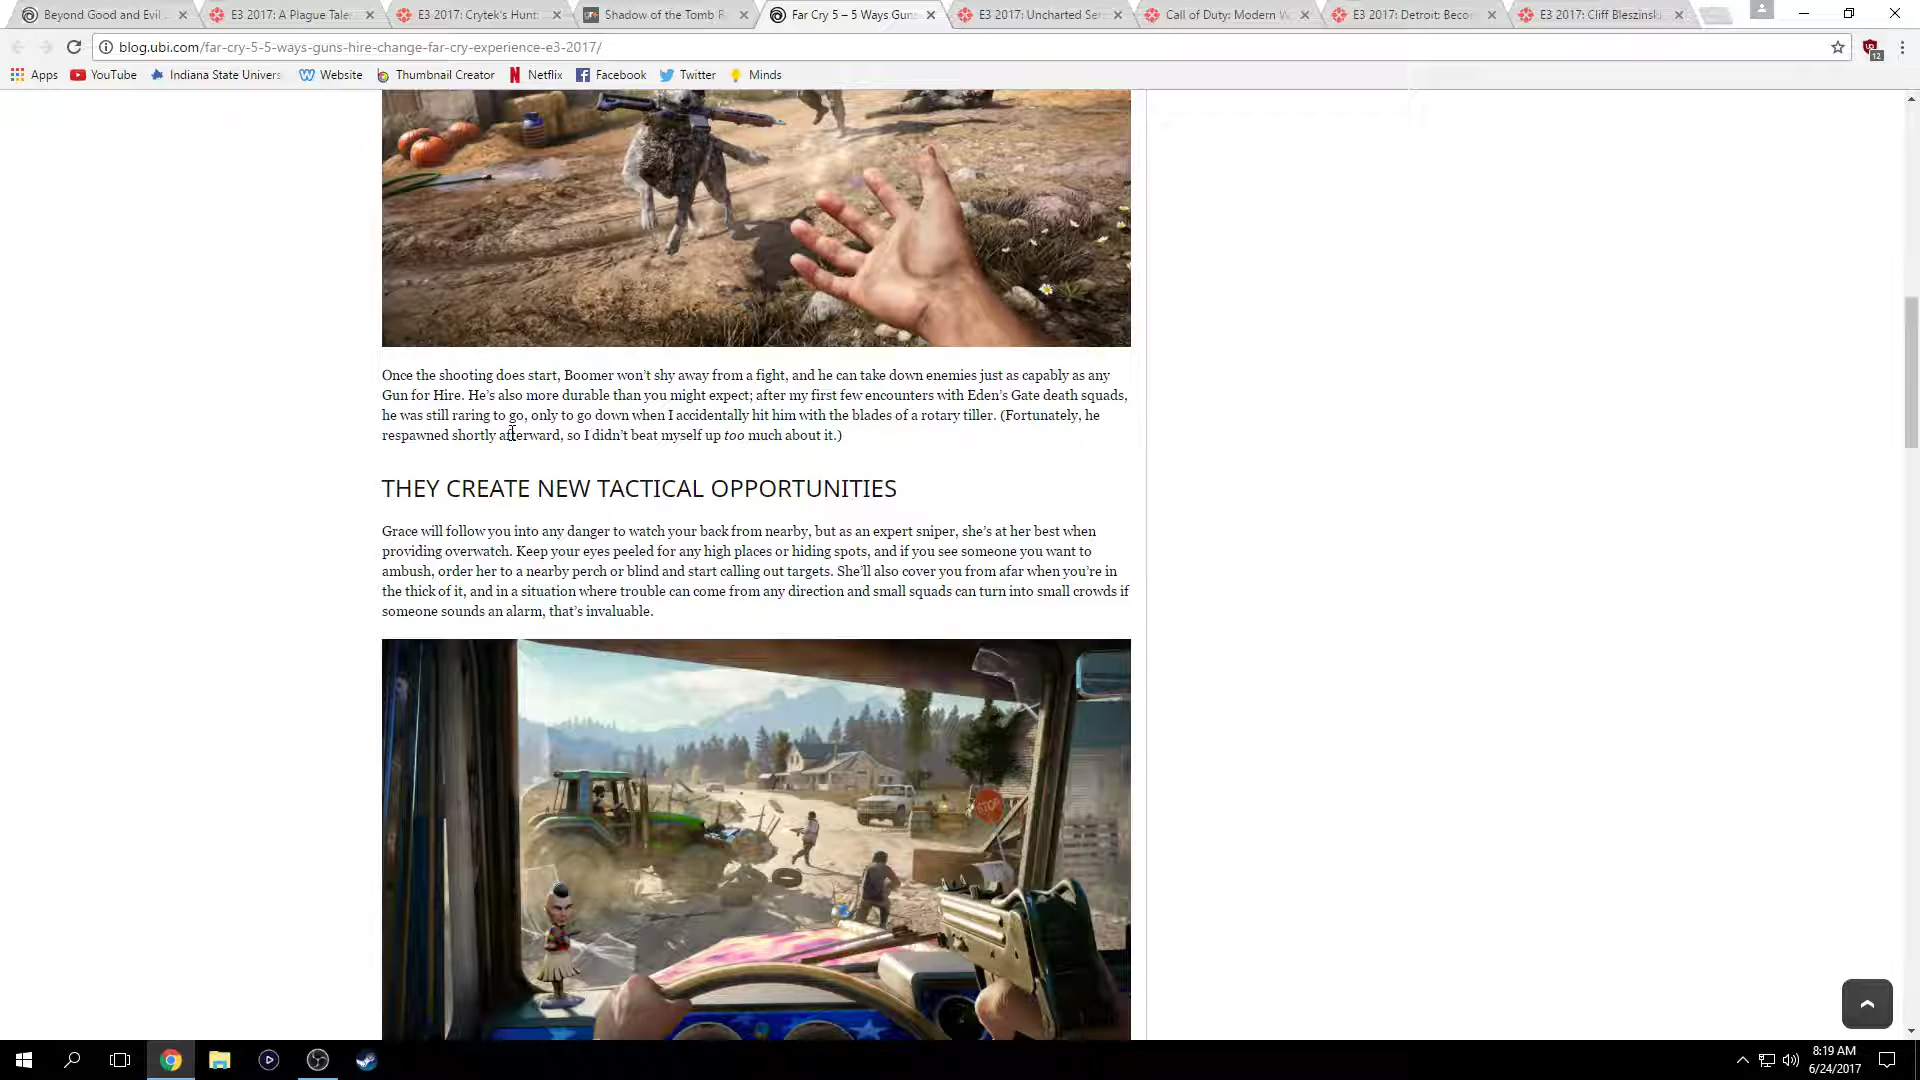 Beyond Good and Evil
E3 2017: A Plague Tale:
E3 2017: Crytek's Hunt:
Shadow of the Tomb R
Far Cry 5 – 5 Ways Guns
E3 2017: Uncharted Ser
Call of Duty: Modern W
E3 2017: Detroit: Beco
E3 2017: Cliff Bleszinski
blog.ubi.com/far-cry-5-5-ways-guns-hire-change-far-cry-experience-e3-2017/
12
Apps
YouTube
Indiana State Univers
Website
Thumbnail Creator
Netflix
Facebook
Twitter
Minds
Once the shooting does start, Boomer won’t shy away from a fight, and he can take down enemies just as capably as any
Gun for Hire. He’s also more durable than you might expect; after my first few encounters with Eden’s Gate death squads,
he was still raring to go, only to go down when I accidentally hit him with the blades of a rotary tiller. (Fortunately, he
respawned shortly afterward, so I didn’t beat myself up too much about it.)
THEY CREATE NEW TACTICAL OPPORTUNITIES
Grace will follow you into any danger to watch your back from nearby, but as an expert sniper, she’s at her best when
providing overwatch. Keep your eyes peeled for any high places or hiding spots, and if you see someone you want to
ambush, order her to a nearby perch or blind and start calling out targets. She’ll also cover you from afar when you’re in
the thick of it, and in a situation where trouble can come from any direction and small squads can turn into small crowds if
someone sounds an alarm, that’s invaluable.
STOP
8:19 AM
6/24/2017